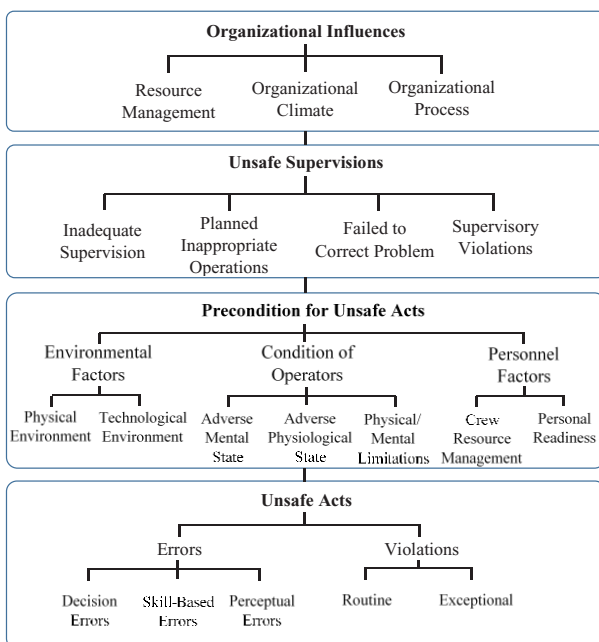 Organizational Influences
Resource
Management
Organizational
Climate
Organizational
Process
Unsafe Supervisions
Inadequate
Supervision
Planned
Inappropriate
Operations
Failed to
Correct Problem
Supervisory
Violations
Precondition for Unsafe Acts
Environmental
Factors
Condition of
Operators
Personnel
Factors
Physical
Environment
Technological
Environment
Adverse
Mental
State
Adverse
Physiological
State
Physical/
Mental
Limitations
Crew
Resource
Management
Personal
Readiness
Unsafe Acts
Errors
Violations
Decision
Errors
Skill-Based
Errors
Perceptual
Errors
Routine
Exceptional